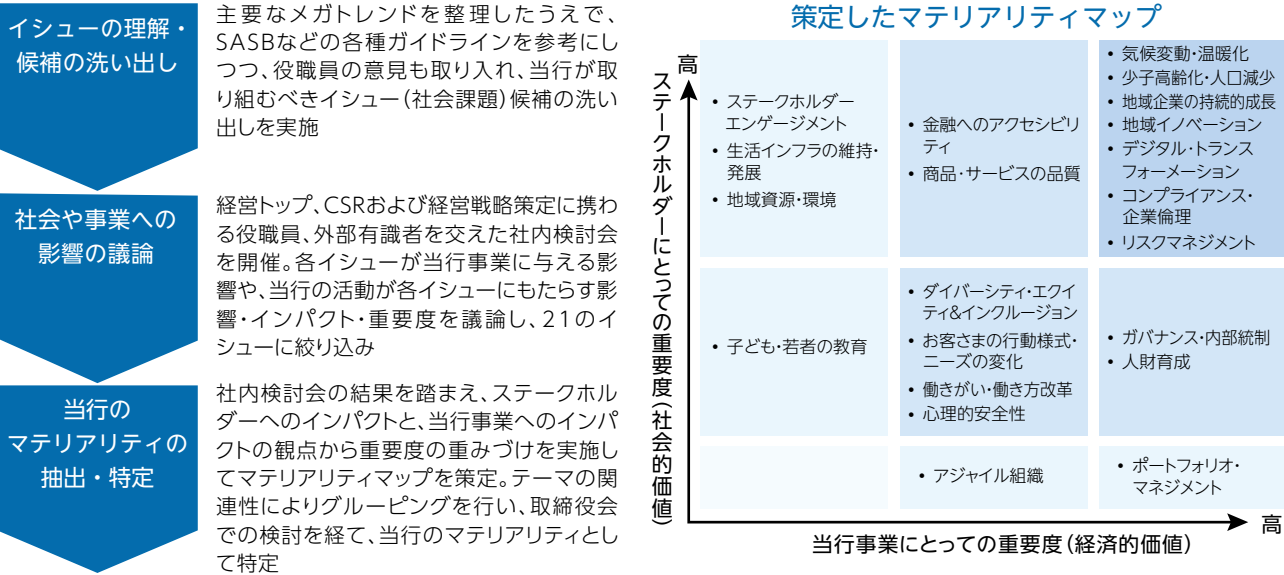 イシューの理解・
候補の洗い出し
主要なメガトレンドを整理したうえで、
SASBなどの各種ガイドラインを参考にし
つつ、役職員の意見も取り入れ、当行が取
り組むべきイシュー(社会課題)候補の洗い
出しを実施
社会や事業への
影響の議論
経営トップ、CSRおよび経営戦略策定に携わ
る役職員、外部有識者を交えた社内検討会
を開催。各イシューが当行事業に与える影
響や、当行の活動が各イシューにもたらす影
響・インパクト・重要度を議論し、21のイ
シューに絞り込み
当行の
マテリアリティの
抽出・特定
社内検討会の結果を踏まえ、ステークホル
ダーへのインパクトと、当行事業へのインパ
クトの観点から重要度の重みづけを実施し
てマテリアリティマップを策定。テーマの関
連性によりグルーピングを行い、取締役会
での検討を経て、当行のマテリアリティとし
て特定
策定したマテリアリティマップ
高
ステークホルダーにとっての重要度(社会的価値)
• ステークホルダー
エンゲージメント
• 生活インフラの維持・
発展
• 地域資源・環境
• 金融へのアクセシビリ
ティ
• 商品・サービスの品質
• 気候変動・温暖化
• 少子高齢化・人口減少
• 地域企業の持続的成長
• 地域イノベーション
• デジタル・トランス
フォーメーション
• コンプライアンス・
企業倫理
• リスクマネジメント
• 子ども・若者の教育
• ダイバーシティ・エクイ
ティ&インクルージョン
• お客さまの行動様式・
ニーズの変化
• 働きがい・働き方改革
• 心理的安全性
• ガバナンス・内部統制
• 人財育成
• アジャイル組織
• ポートフォリオ・
マネジメント
高
当行事業にとっての重要度(経済的価値)